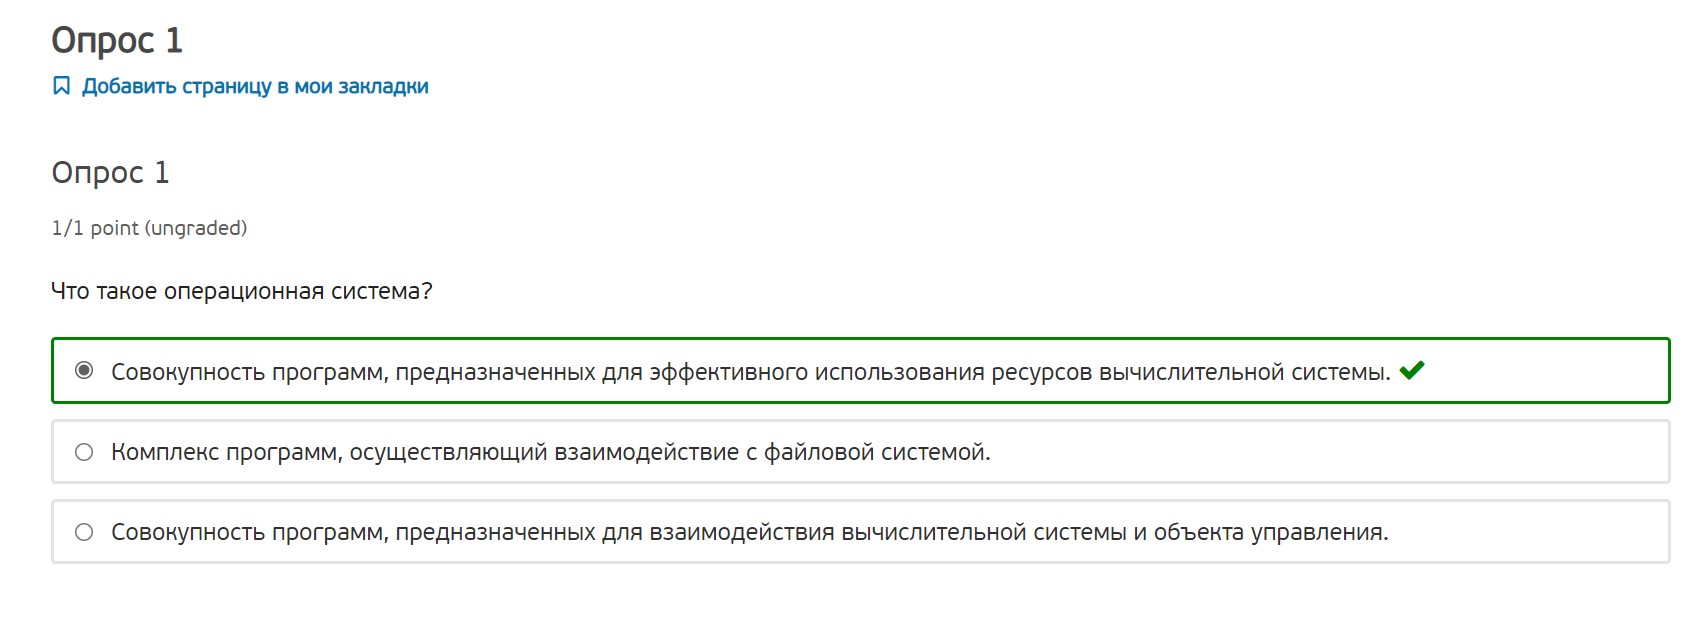 Опрос 1
Добавить страницу в мои закладки
Опрос 1
1/1 point (ungraded)
Что такое операционная система?
Совокупность программ, предназначенных для эффективного использования ресурсов вычислительной системы.
Комплекс программ, осуществляющий взаимодействие с файловой системой.
Совокупность программ, предназначенных для взаимодействия вычислительной системы и объекта управления.